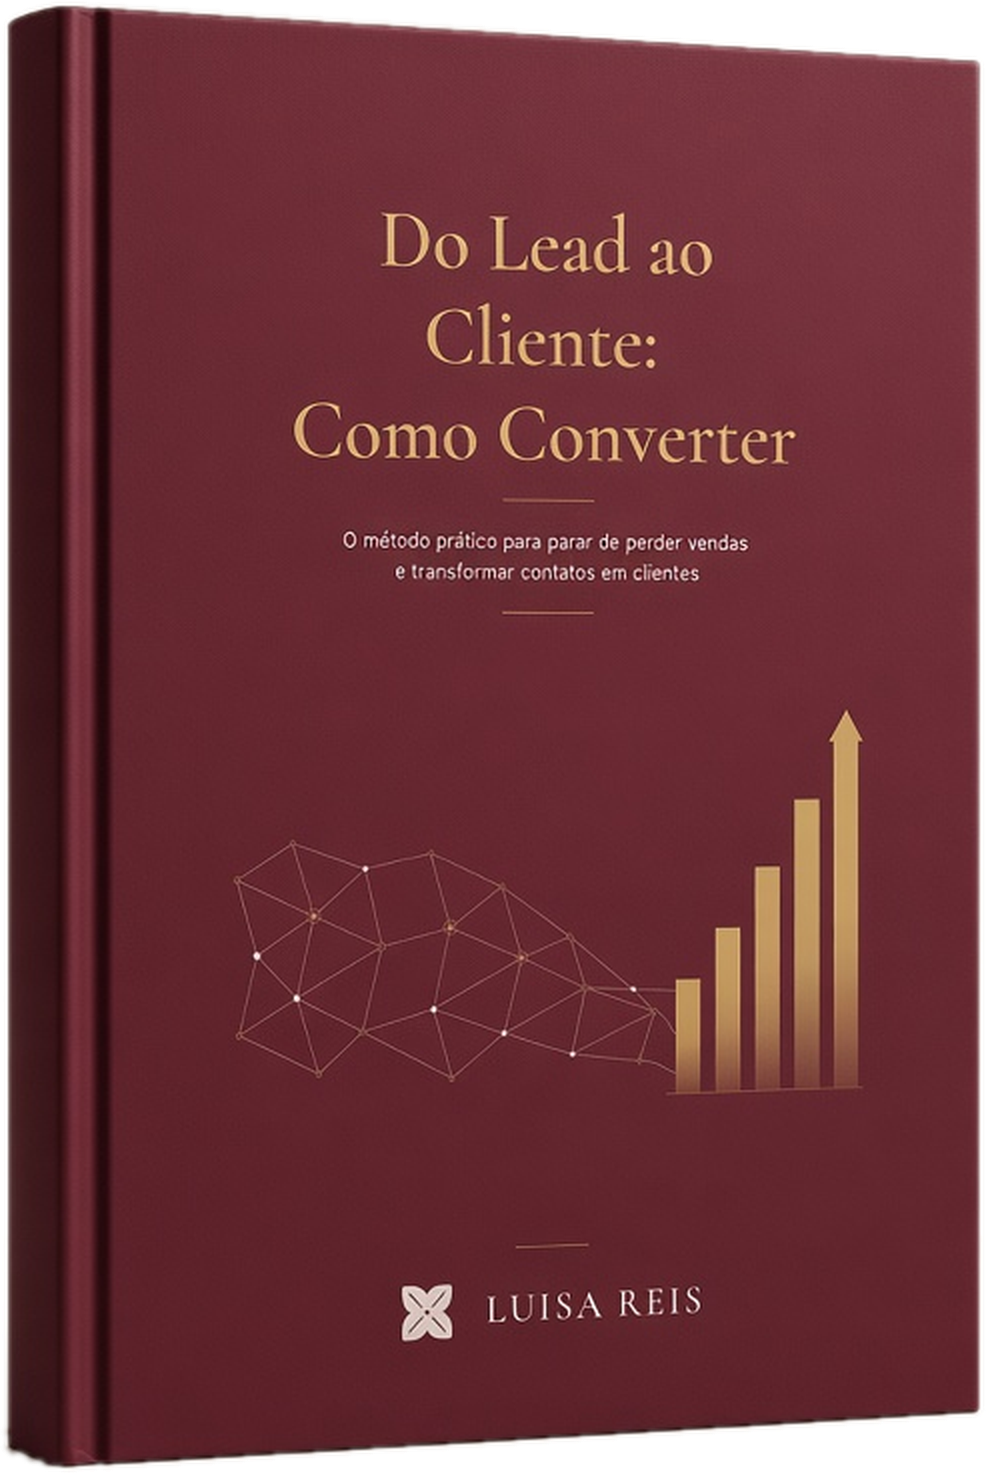 Do Lead ao
Cliente:
Como Converter
O método prático para parar de perder vendas
e transformar contatos em clientes
LUISA REIS